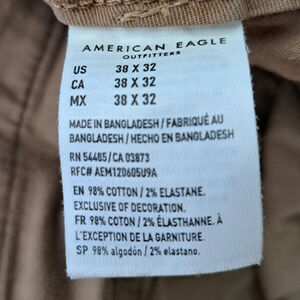 AMERICAN EAGLE
OUTFITTERS
US 38 X 32
CA 38 X 32
MX 38 X 32
MADE IN BANGLADESH / FABRIQUÉ AU
BANGLADESH / HECHO EN BANGLADESH
RN 54485/ CA 03873
RFC# AEM120605U9A
EN 98% COTTON / 2% ELASTANE.
EXCLUSIVE OF DECORATION.
FR 98% COTON / 2% ÉLASTHANNE. À
L'EXCEPTION DE LA GARNITURE.
SP 98% algodón / 2% elastano.